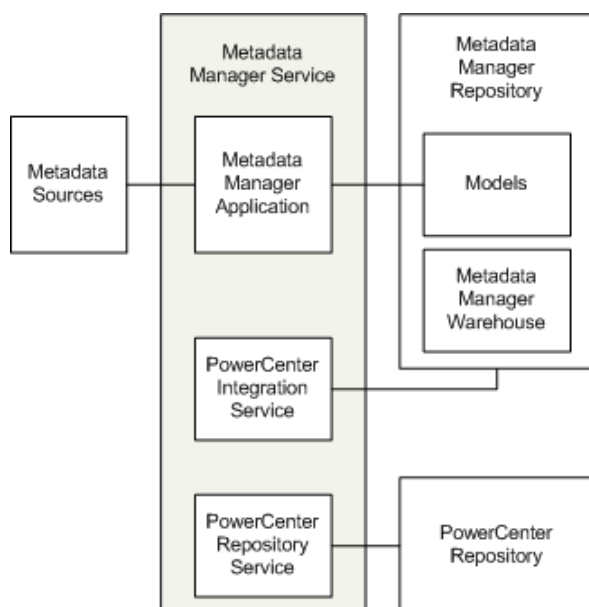 Metadata
Manager Service
Metadata
Manager
Repository
Metadata
Sources
Metadata
Manager
Application
Models
Metadata
Manager
Warehouse
PowerCenter
Integration
Service
PowerCenter
Repository
Service
PowerCenter
Repository